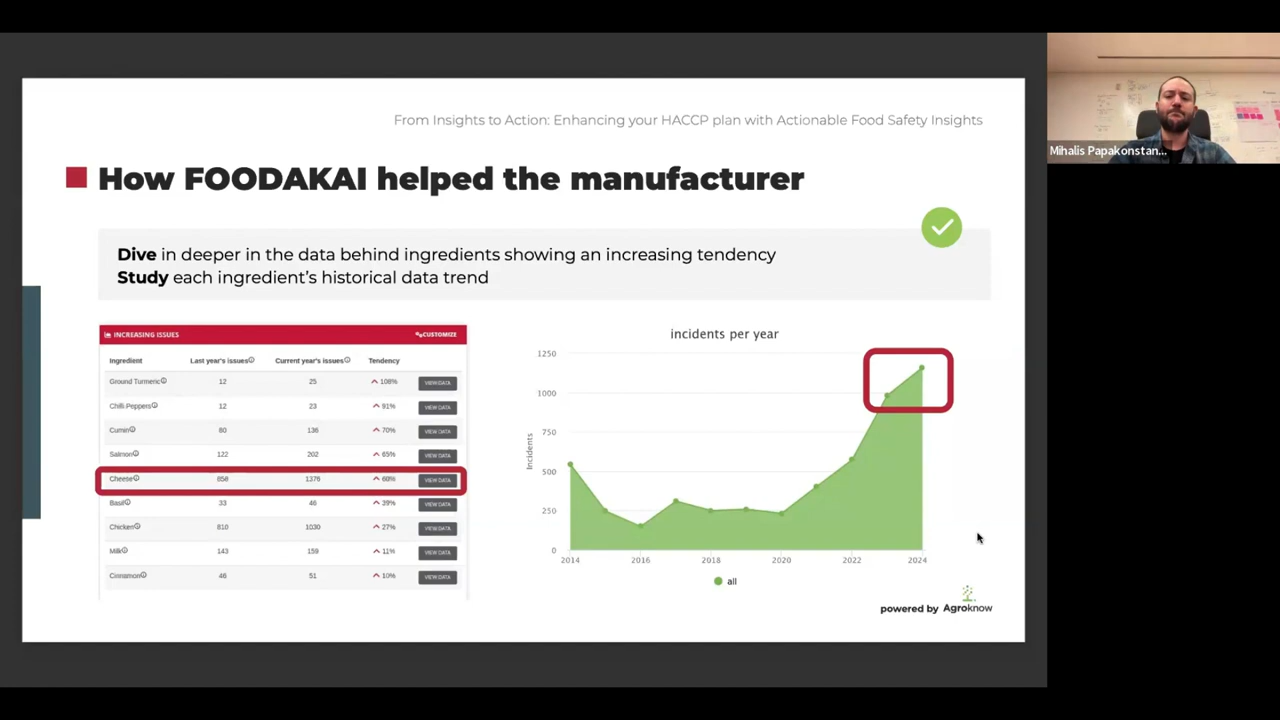 From Insights to Action: Enhancing your HACCP plan with Actionable Food Safety Insights
How FOODAKAI helped the manufacturer
Dive in deeper in the data behind ingredients showing an increasing tendency
Study each ingredient's historical data trend
INCREASING ISSUES CUSTOMIZE
Ingredient Last year's issues Current year's issues Tendency
Ground Turmeric 12 25 108% VIEW DATA
Chilli Peppers 12 23 91% VIEW DATA
Cumin 80 136 70% VIEW DATA
Salmon 122 202 65% VIEW DATA
Cheese 858 1376 VIEW DATA
Basil 33 46 39% VIEW DATA
Chicken 810 1030 27% VIEW DATA
Milk 143 159 11% VIEW DATA
Cinnamon 46 51 10% VIEW DATA
incidents per year
Incidents
1250
1000
750
500
250
0
2014 2016 2018 2020 2022 2024
all
powered by Agroknow
Mihalis Papakonstan...